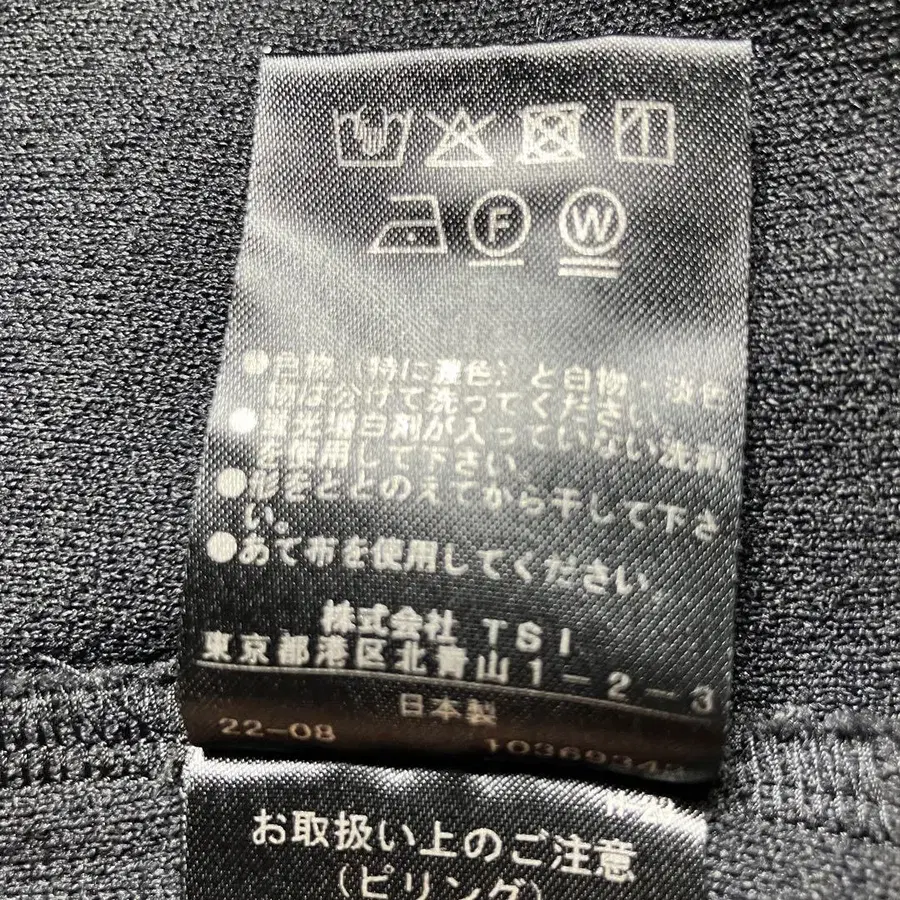 F W
●色物（特に濃色）と白物・淡色
物は分けて洗ってください。
●蛍光増白剤が入っていない洗剤
を使用して下さい。
●形をととのえてから干して下さ
い。
●あて布を使用してください。
株式会社 TSI
東京都港区北青山1-2-3
日本製
22-08
お取扱い上のご注意
（ピリング）